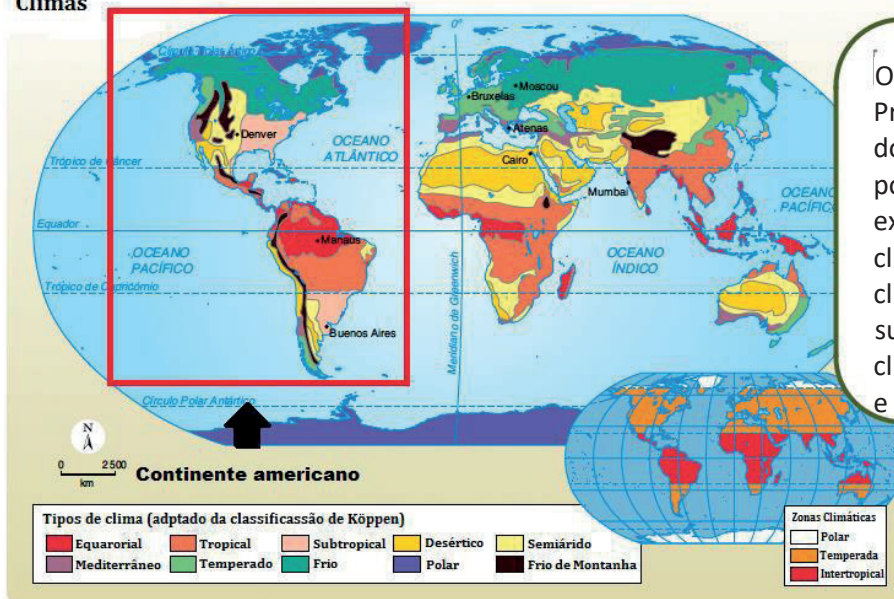 Climas
Círculo Polar Ártico
0°
Moscou
Bruxelas
Denver
Atenas
OCEANO
ATLÂNTICO
Trópico de Câncer
Cairo
Mumbai
OCEANO
PACÍFICO
Equador
Manaus
OCEANO
PACÍFICO
OCEANO
ÍNDICO
Trópico de Capricórnio
Meridiano de Greenwich
Buenos Aires
Círculo Polar Antártico
N
0 2500
km
Continente americano
Tipos de clima (adptado da classificassão de Köppen)
Equarorial Tropical Subtropical Desértico Semiárido
Mediterrâneo Temperado Frio Polar Frio de Montanha
Zonas Climáticas
Polar
Temperada
Intertropical
O
Pr
do
po
ex
cl
cl
su
cl
e